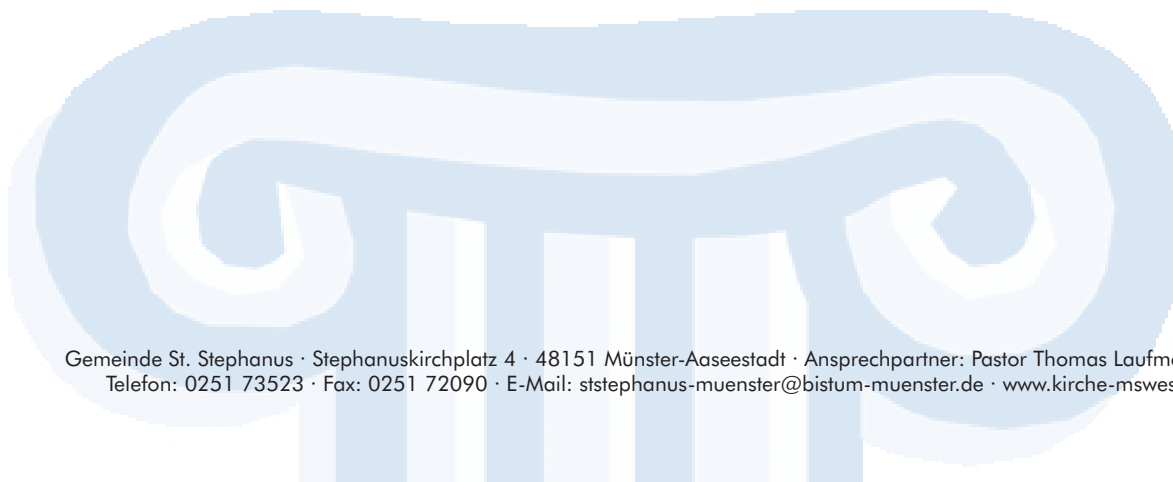 Gemeinde St. Stephanus · Stephanuskirchplatz 4 · 48151 Münster-Aaseestadt · Ansprechpartner: Pastor Thomas
Telefon: 0251 73523 · Fax: 0251 72090 · E-Mail: ststephanus-muenster@bistum-muenster.de ·